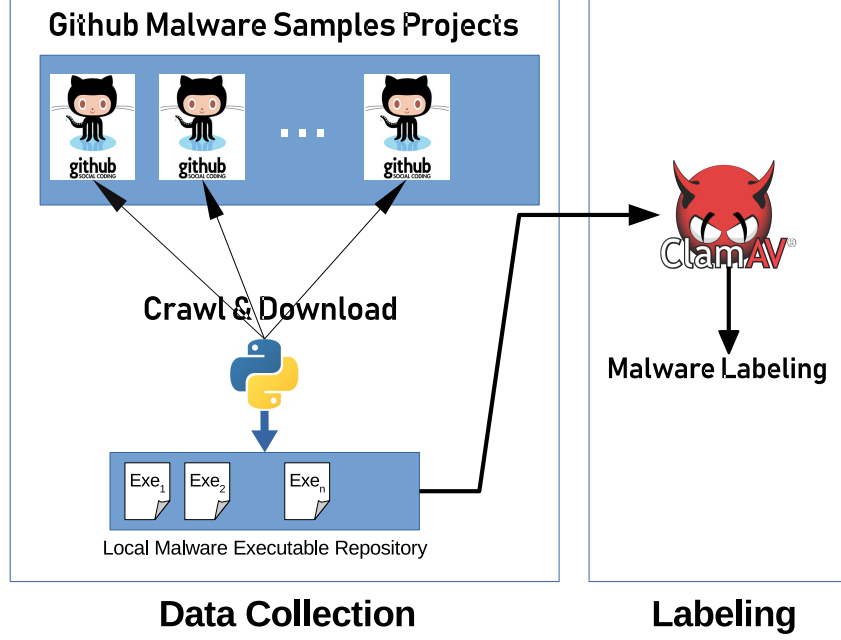 Github Malware Samples Projects
github
SOCIAL CODING
github
SOCIAL CODING
...
github
SOCIAL CODING
ClamAV®
Crawl & Download
Malware Labeling
Exe1
Exe2
Exen
Local Malware Executable Repository
Data Collection
Labeling